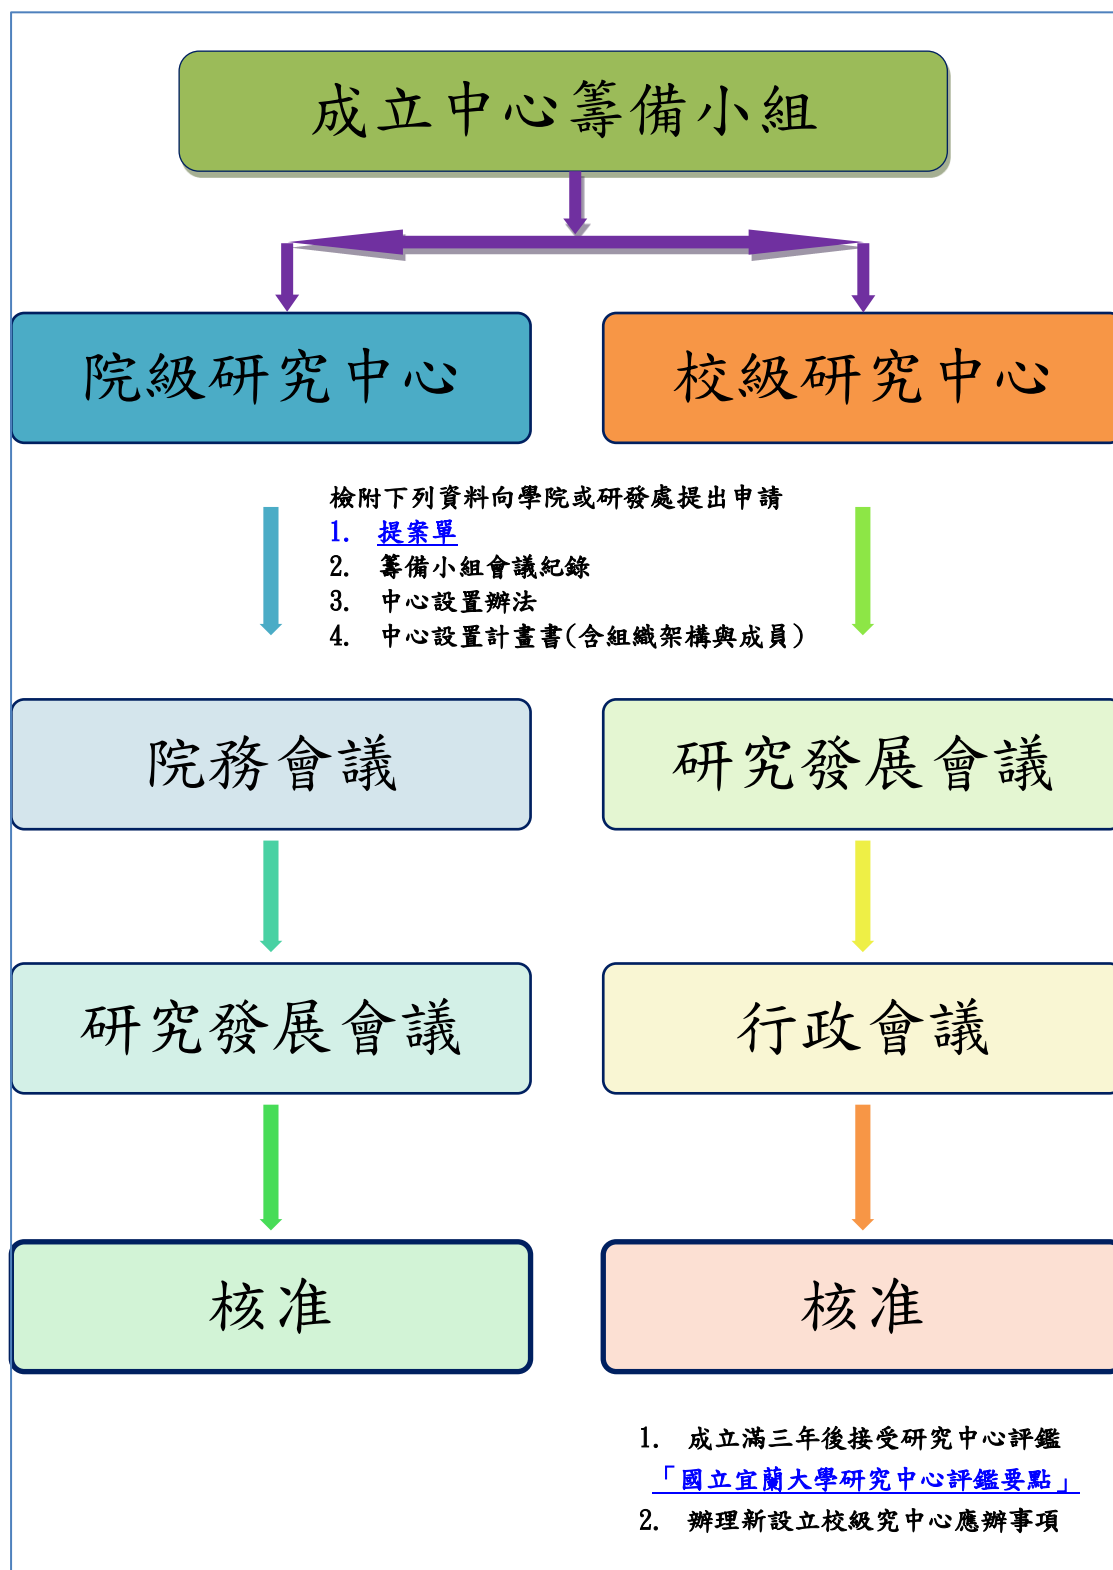 成立中心籌備小組
院級研究中心
校級研究中心
檢附下列資料向學院或研發處提出申請
1. 提案單
2. 籌備小組會議紀錄
3. 中心設置辦法
4. 中心設置計畫書(含組織架構與成員)
院務會議
研究發展會議
研究發展會議
行政會議
核准
核准
1. 成立滿三年後接受研究中心評鑑
「國立宜蘭大學研究中心評鑑要點」
2. 辦理新設立校級究中心應辦事項